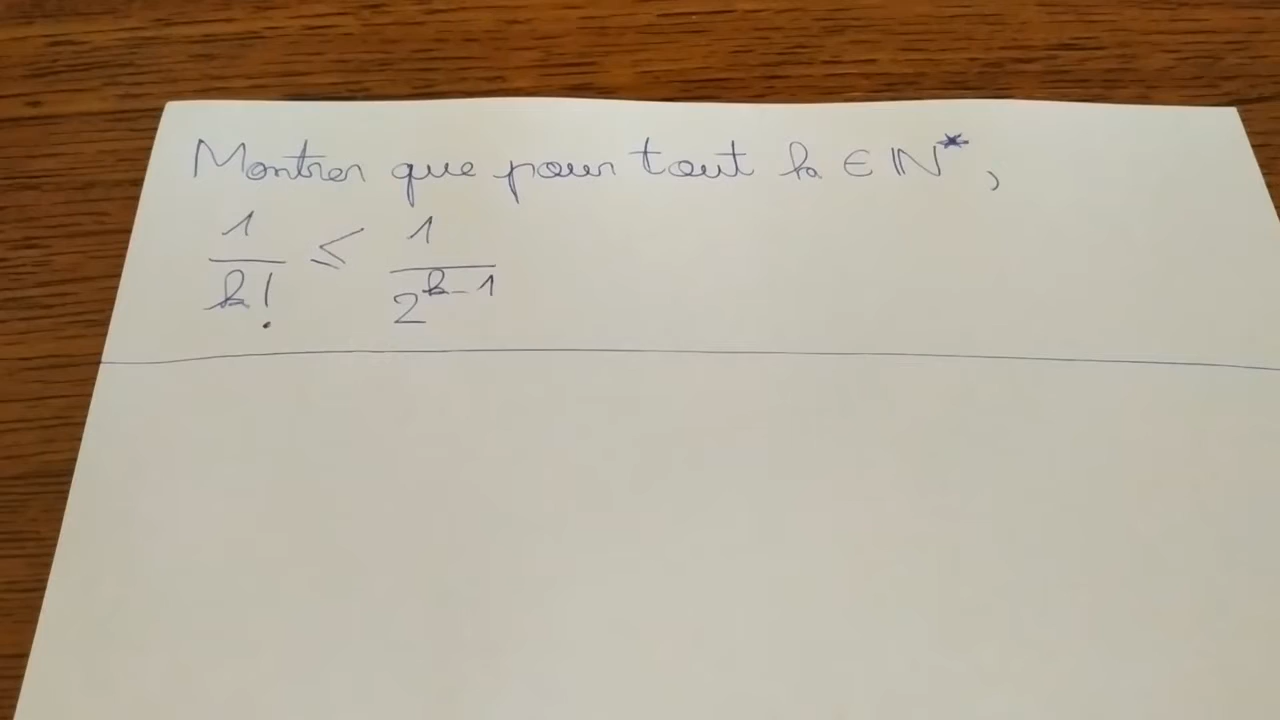 Montrer que pour tout k ∈ ℕ*,
1/k! ≤ 1/2^(k-1)